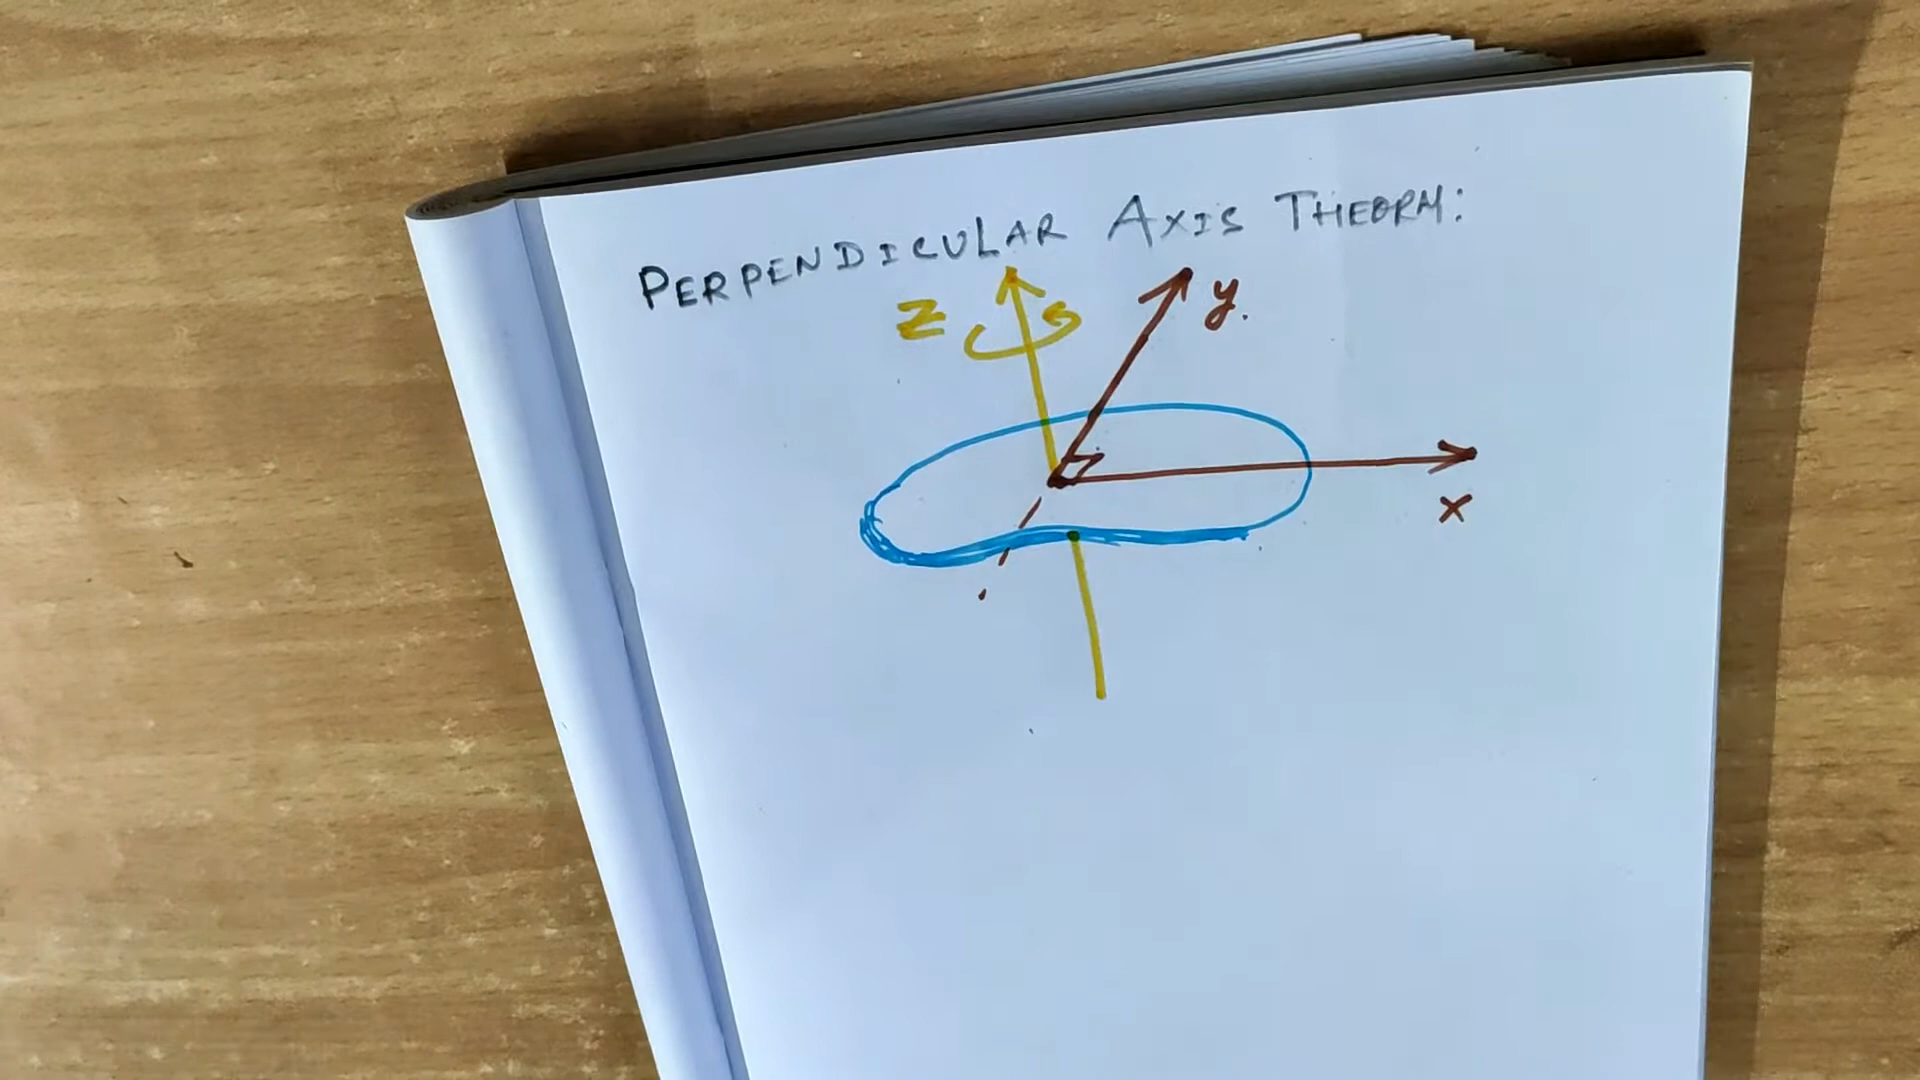 PERPENDICULAR AXIS THEORM:
Z
y.
x